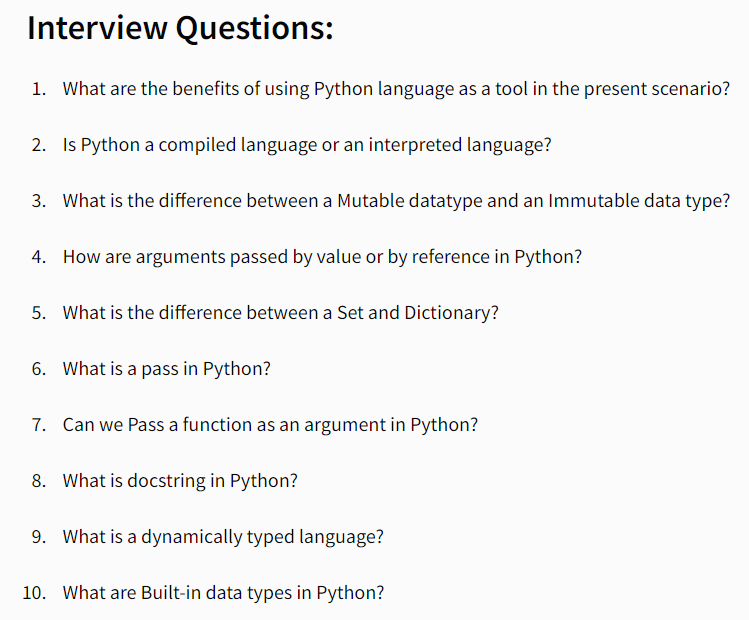 Interview Questions:
1. What are the benefits of using Python language as a tool in the present scenario?
2. Is Python a compiled language or an interpreted language?
3. What is the difference between a Mutable datatype and an Immutable data type?
4. How are arguments passed by value or by reference in Python?
5. What is the difference between a Set and Dictionary?
6. What is a pass in Python?
7. Can we Pass a function as an argument in Python?
8. What is docstring in Python?
9. What is a dynamically typed language?
10. What are Built-in data types in Python?